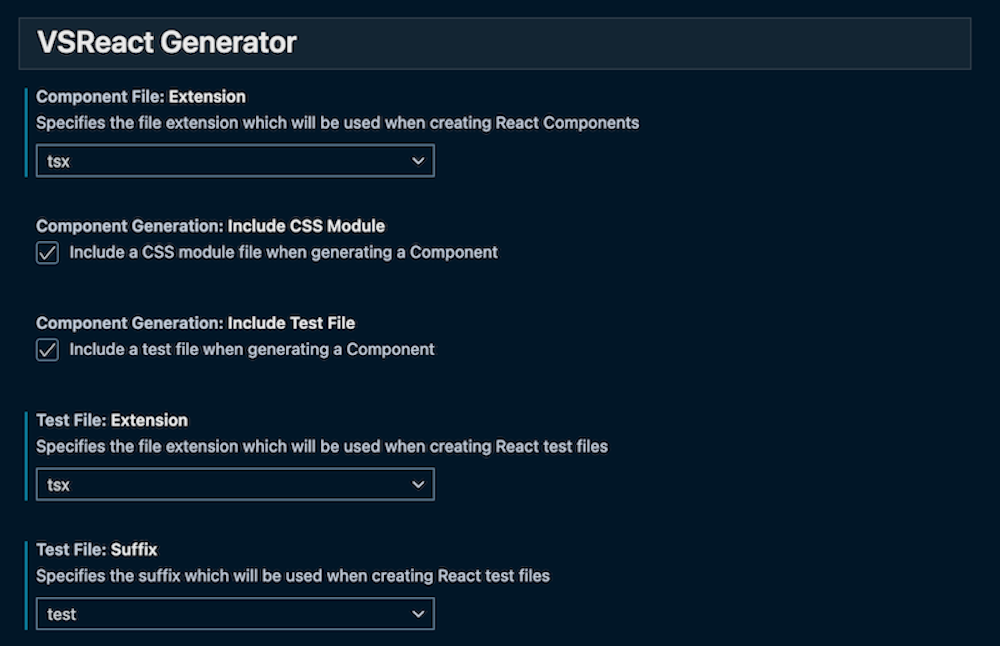 VSReact Generator
Component File: Extension
Specifies the file extension which will be used when creating React Components
tsx
Component Generation: Include CSS Module
Include a CSS module file when generating a Component
Component Generation: Include Test File
Include a test file when generating a Component
Test File: Extension
Specifies the file extension which will be used when creating React test files
tsx
Test File: Suffix
Specifies the suffix which will be used when creating React test files
test